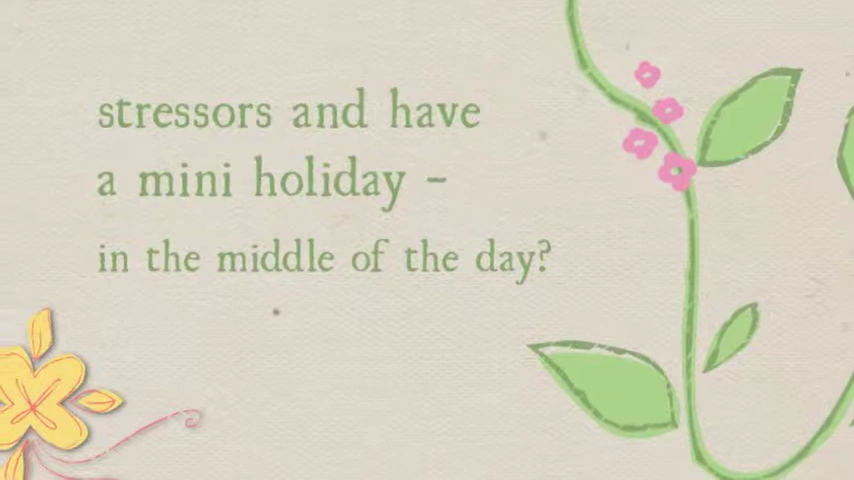 stressors and have
a mini holiday –
in the middle of the day?